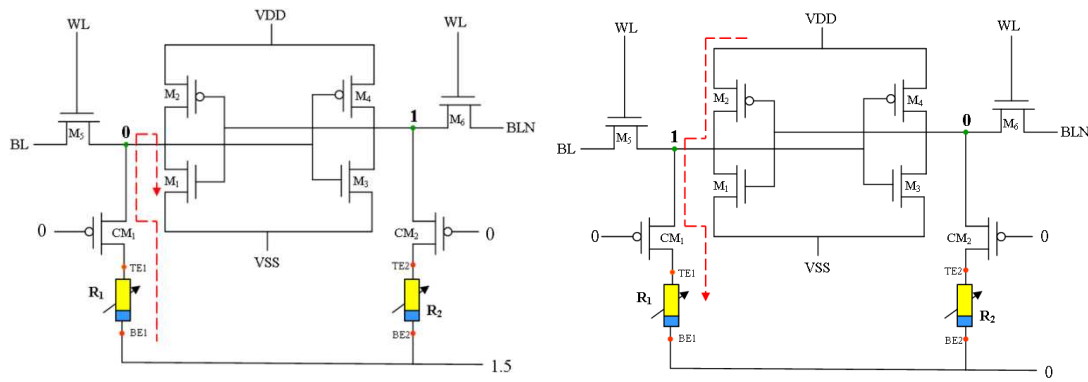 WL VDD WL
M2 M4
M5 0 1 M6
BL BLN
M1 M3
0 CM1 CM2 0
VSS
TE1 TE2
R1 R2
BE1 BE2
1.5
WL VDD WL
M2 M4
M5 1 0 M6
BL BLN
M1 M3
0 CM1 CM2 0
VSS
TE1 TE2
R1 R2
BE1 BE2
0